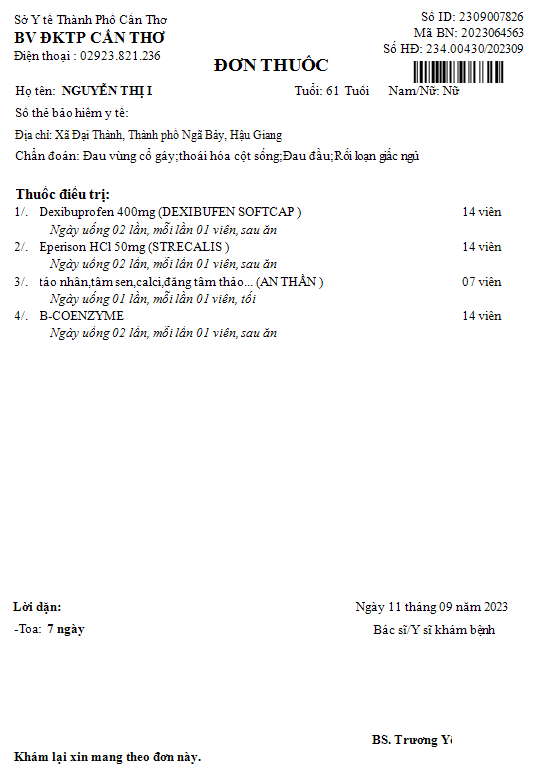 Sở Y tế Thành Phố Cần Thơ
BV ĐKTP CẦN THƠ
Điện thoại : 02923.821.236
Số ID: 2309007826
Mã BN: 2023064563
Số HĐ: 234.00430/202309
ĐƠN THUỐC
Họ tên: NGUYỄN THỊ I
Tuổi: 61 Tuổi Nam/Nữ: Nữ
Số thẻ bảo hiểm y tế:
Địa chỉ: Xã Đại Thành, Thành phố Ngã Bảy, Hậu Giang
Chẩn đoán: Đau vùng cổ gáy;thoái hóa cột sống;Đau đầu;Rối loạn giấc ngủ
Thuốc điều trị:
1/. Dexibuprofen 400mg (DEXIBUFEN SOFTCAP ) 14 viên
Ngày uống 02 lần, mỗi lần 01 viên, sau ăn
2/. Eperison HCl 50mg (STRECALIS ) 14 viên
Ngày uống 02 lần, mỗi lần 01 viên, sau ăn
3/. táo nhân,tâm sen,calci,đăng tâm thảo... (AN THẦN ) 07 viên
Ngày uống 01 lần, mỗi lần 01 viên, tối
4/. B-COENZYME 14 viên
Ngày uống 02 lần, mỗi lần 01 viên, sau ăn
Lời dặn:
-Toa: 7 ngày
Ngày 11 tháng 09 năm 2023
Bác sĩ/Y sĩ khám bệnh
BS. Trương
Khám lại xin mang theo đơn này.